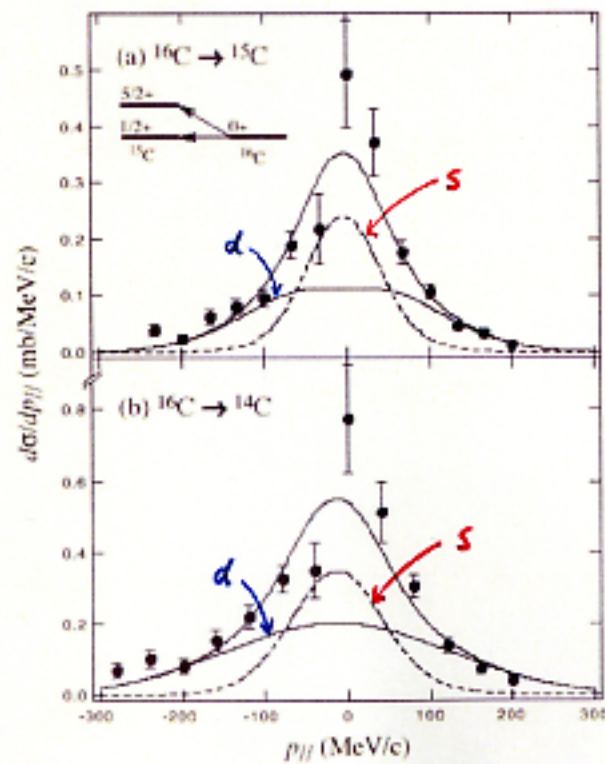 (a) ¹⁶C → ¹⁵C
5/2+
1/2+ 0+
¹⁵C ¹⁶C
s
d
0.5
0.4
0.3
0.2
0.1
0.0
dσ/dp// (mb/MeV/c)
(b) ¹⁶C → ¹⁴C
s
d
0.8
0.6
0.4
0.2
0.0
-300 -200 -100 0 100 200 300
p// (MeV/c)